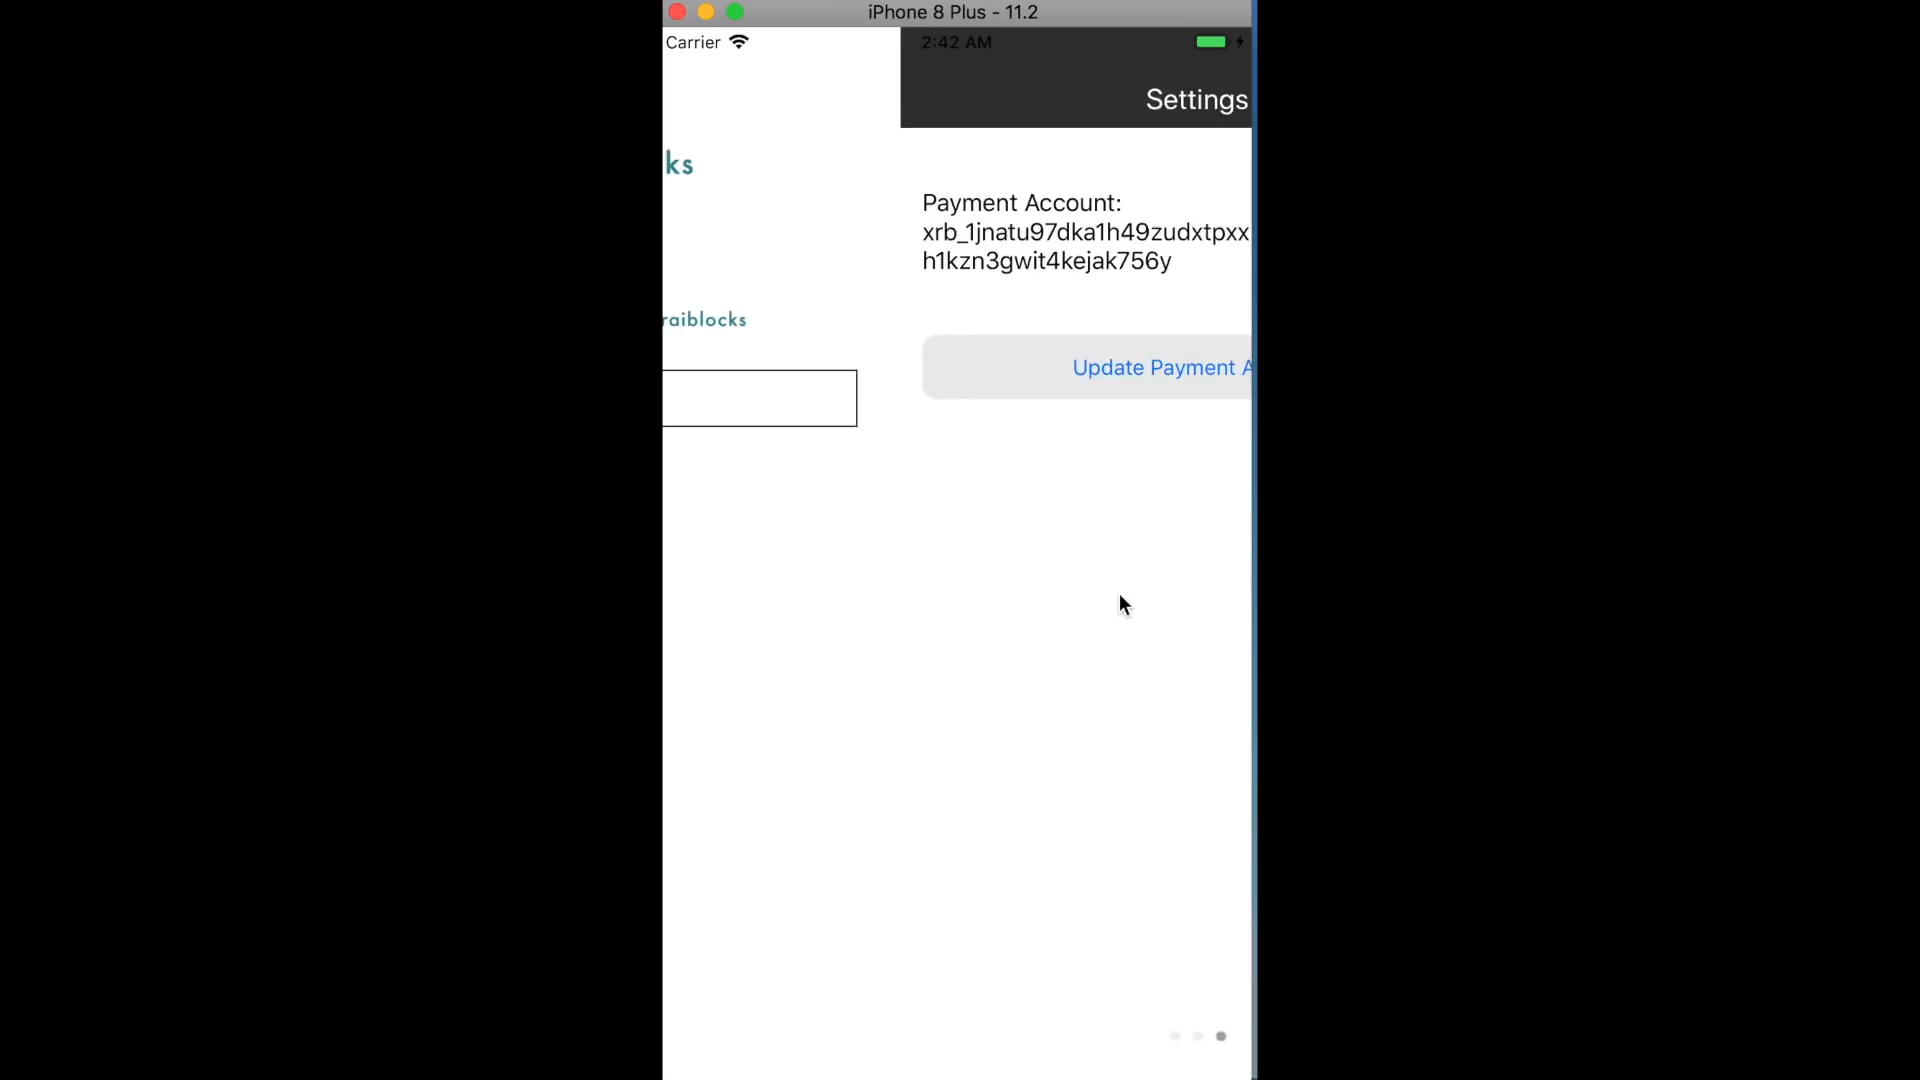 iPhone 8 Plus - 11.2
Carrier
2:42 AM
Settings
ks
Payment Account:
xrb_1jnatu97dka1h49zudxtpxx
h1kzn3gwit4kejak756y
raiblocks
Update Payment A